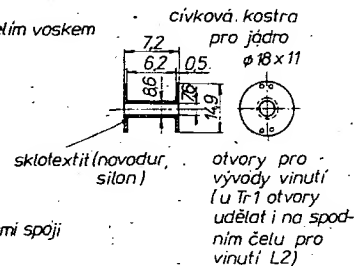 elím voskem
cívková kostra
pro jádro
ø 18 x 11
7,2
6,2
0,5
8,6
7,6
14,9
sklotextit (novodur,
silon)
otvory pro
vývody vinutí
(u Tr1 otvory
udělat i na spod-
ním čelu pro
vinutí L2)
mi spoji